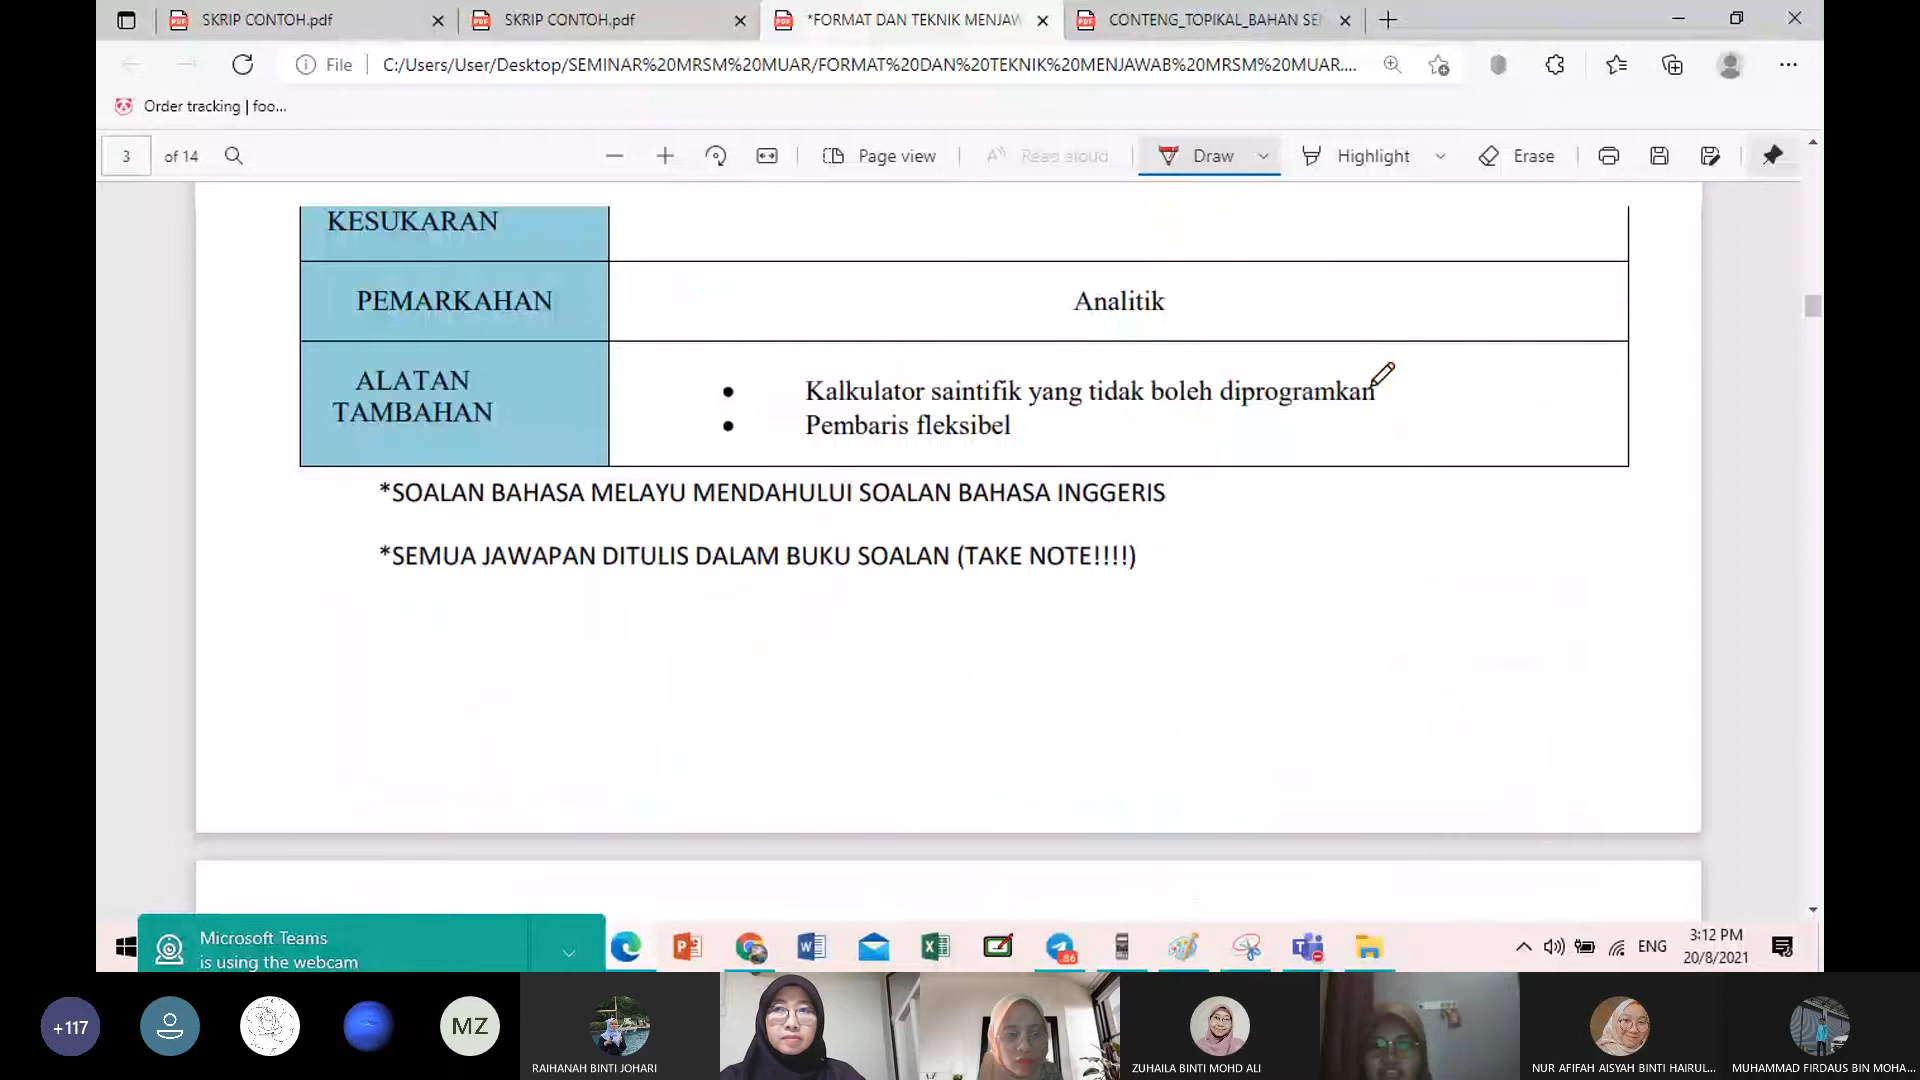 SKRIP CONTOH.pdf
SKRIP CONTOH.pdf
*FORMAT DAN TEKNIK MENJAW
CONTENG_TOPIKAL_BAHAN SE
File
C:/Users/User/Desktop/SEMINAR%20MRSM%20MUAR/FORMAT%20DAN%20TEKNIK%20MENJAWAB%20MRSM%20MUAR....
Order tracking | foo...
3 of 14
Page view
Read aloud
Draw
Highlight
Erase
KESUKARAN
PEMARKAHAN
Analitik
ALATAN
TAMBAHAN
• Kalkulator saintifik yang tidak boleh diprogramkan
• Pembaris fleksibel
*SOALAN BAHASA MELAYU MENDAHULUI SOALAN BAHASA INGGERIS
*SEMUA JAWAPAN DITULIS DALAM BUKU SOALAN (TAKE NOTE!!!!)
Microsoft Teams
is using the webcam
86
ENG
3:12 PM
20/8/2021
+117
MZ
RAIHANAH BINTI JOHARI
ZUHAILA BINTI MOHD ALI
NUR AFIFAH AISYAH BINTI HAIRUL...
MUHAMMAD FIRDAUS BIN MOHA...